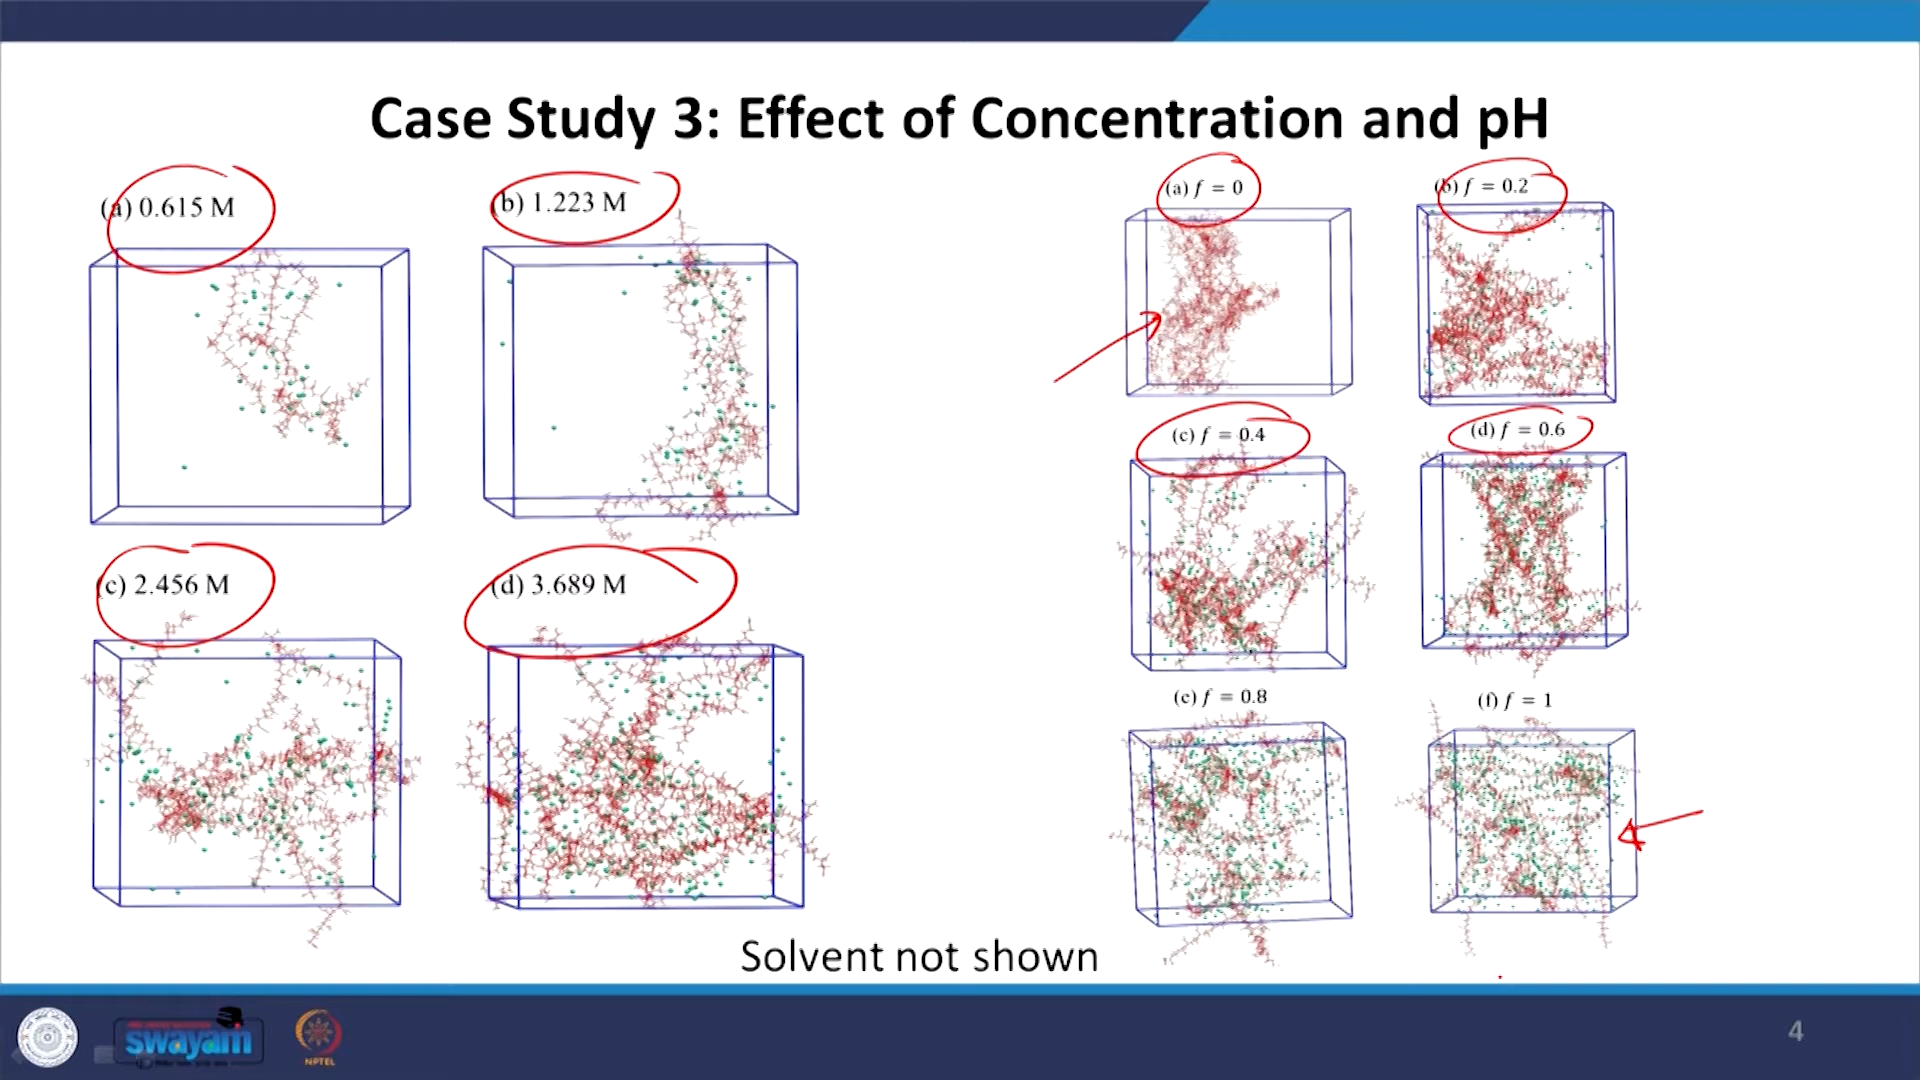 Case Study 3: Effect of Concentration and pH
(a) 0.615 M
(b) 1.223 M
(c) 2.456 M
(d) 3.689 M
(a) f = 0
(b) f = 0.2
(c) f = 0.4
(d) f = 0.6
(e) f = 0.8
(f) f = 1
Solvent not shown
swayam
NPTEL
4